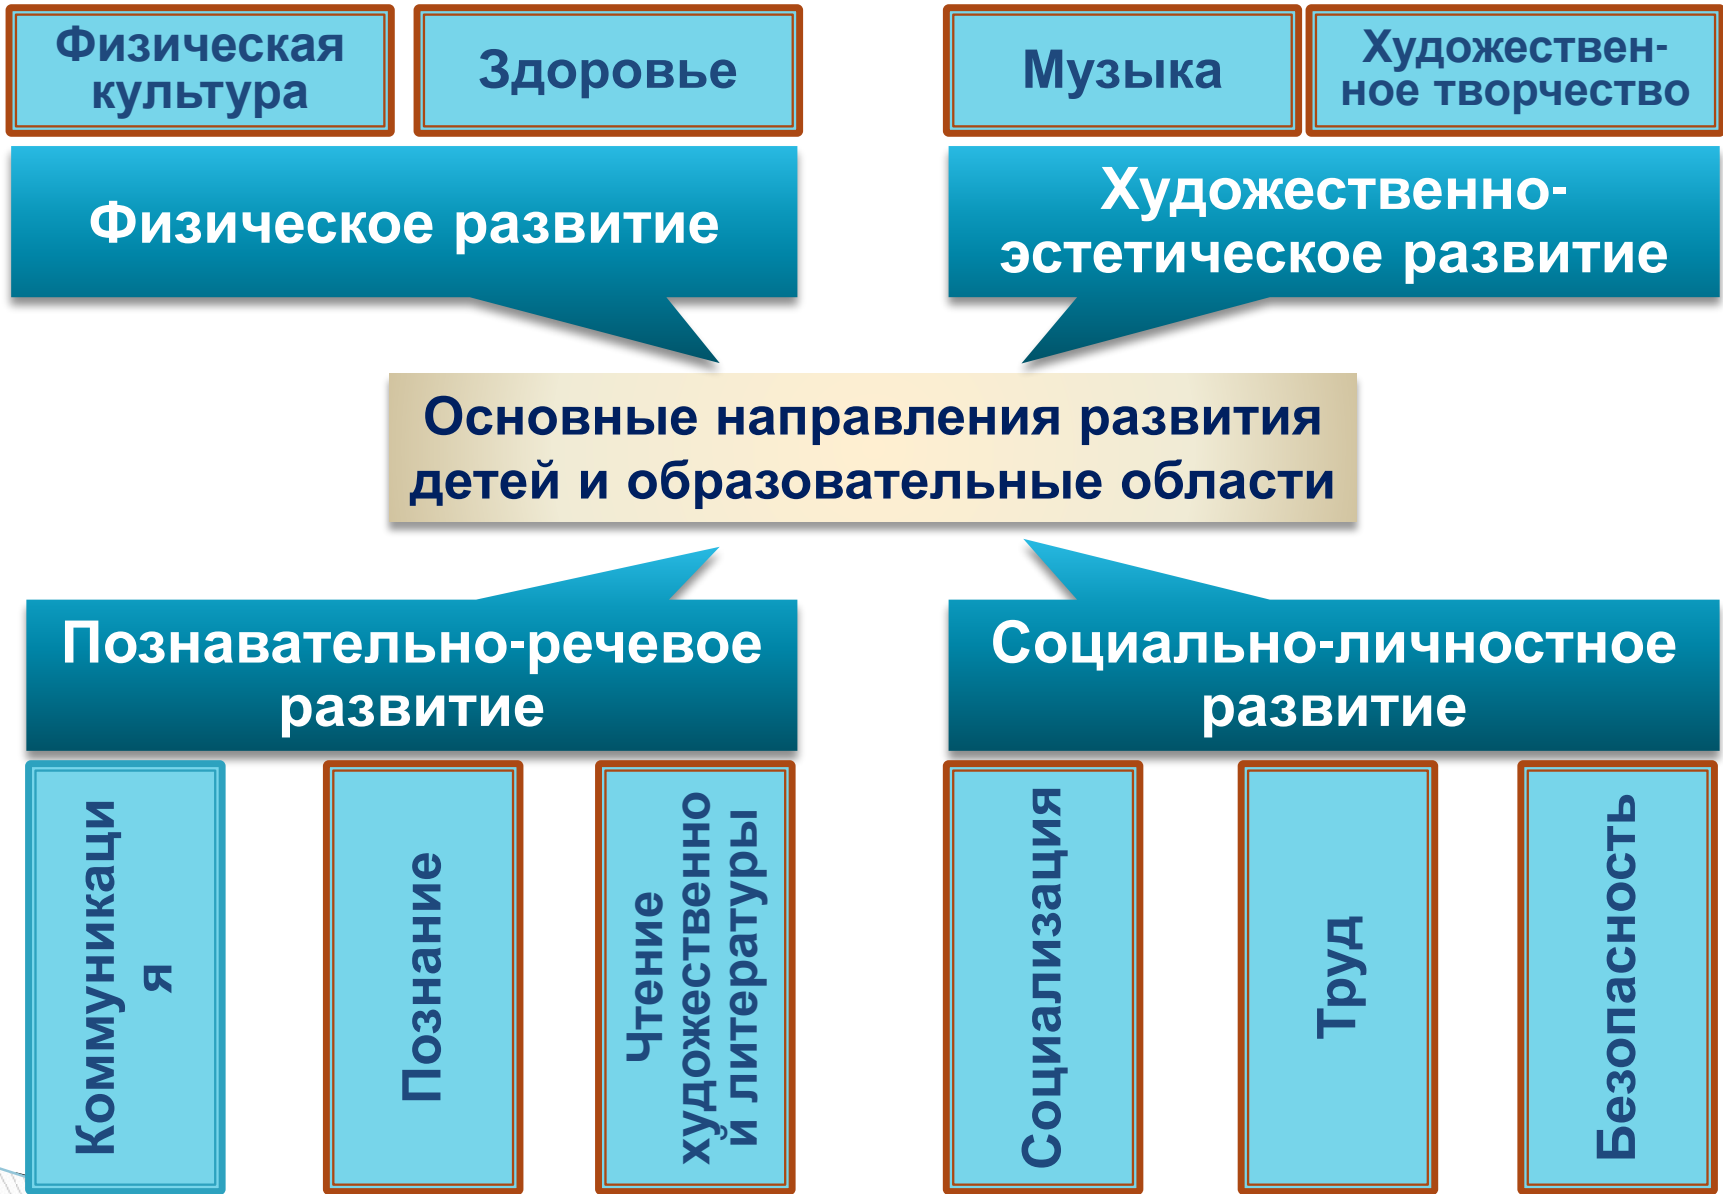 Физическая
культура
Здоровье
Музыка
Художествен-
ное творчество
Физическое развитие
Художественно-
эстетическое развитие
Основные направления развития
детей и образовательные области
Познавательно-речевое
развитие
Социально-личностное
развитие
Коммуникаци
я
Познание
Чтение
художественно
й литературы
Социализация
Труд
Безопасность